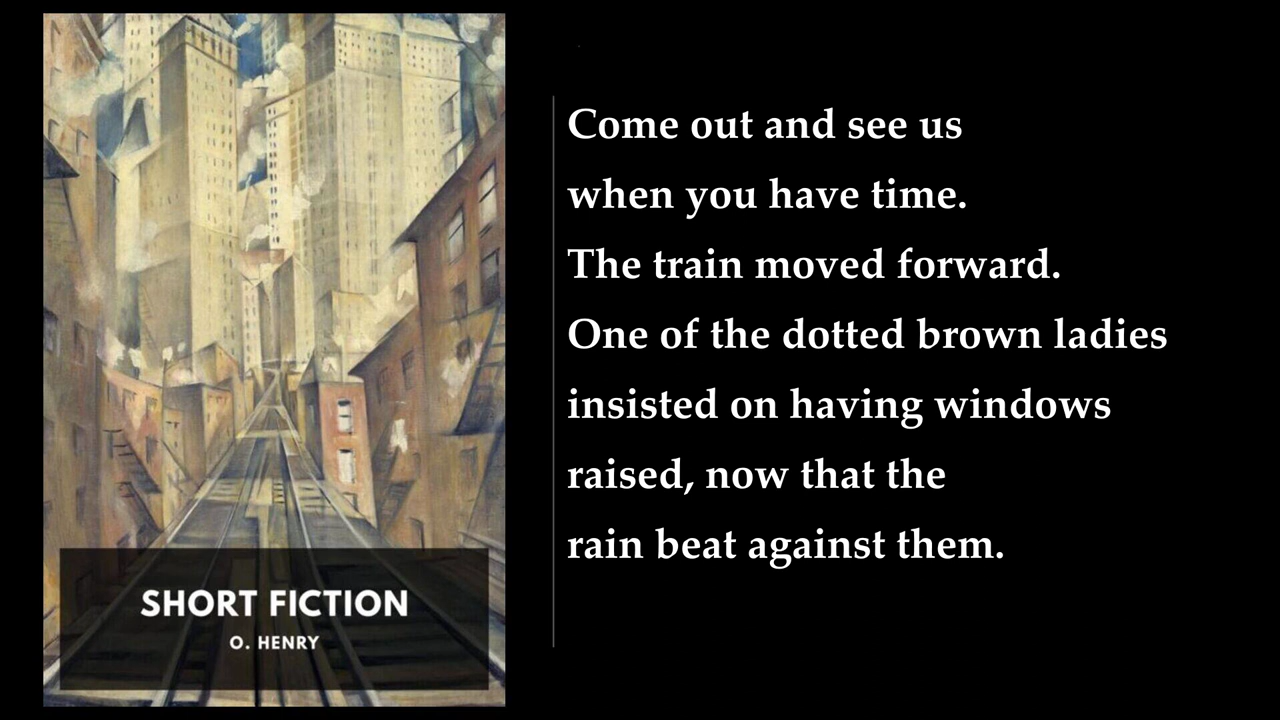 SHORT FICTION
O. HENRY
Come out and see us
when you have time.
The train moved forward.
One of the dotted brown ladies
insisted on having windows
raised, now that the
rain beat against them.